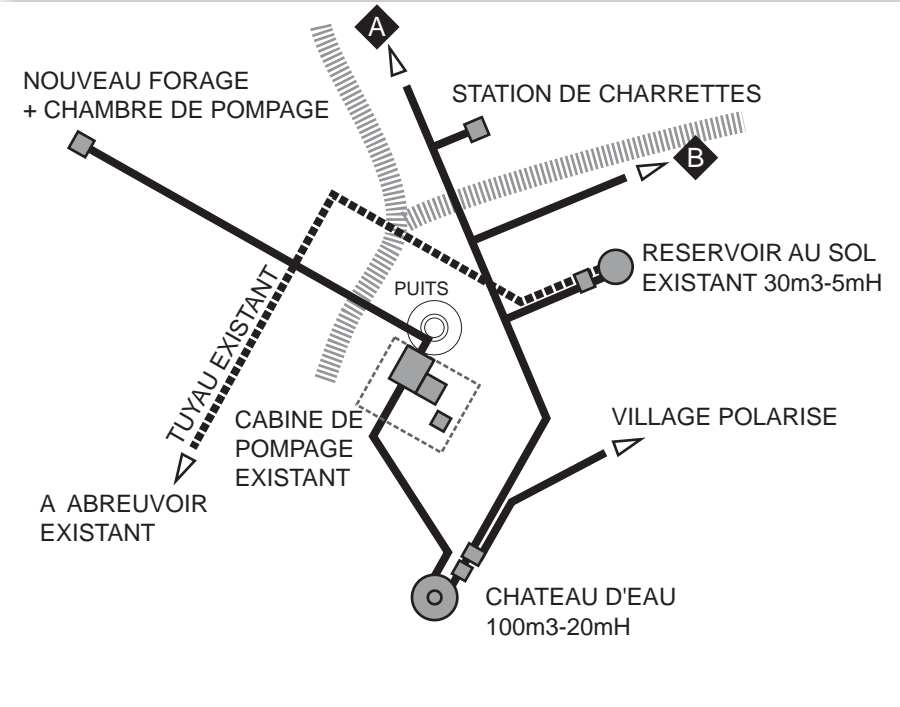 A
NOUVEAU FORAGE
+ CHAMBRE DE POMPAGE
STATION DE CHARRETTES
B
RESERVOIR AU SOL
EXISTANT 30m3-5mH
PUITS
TUYAU EXISTANT
CABINE DE
POMPAGE
EXISTANT
VILLAGE POLARISE
A ABREUVOIR
EXISTANT
CHATEAU D'EAU
100m3-20mH